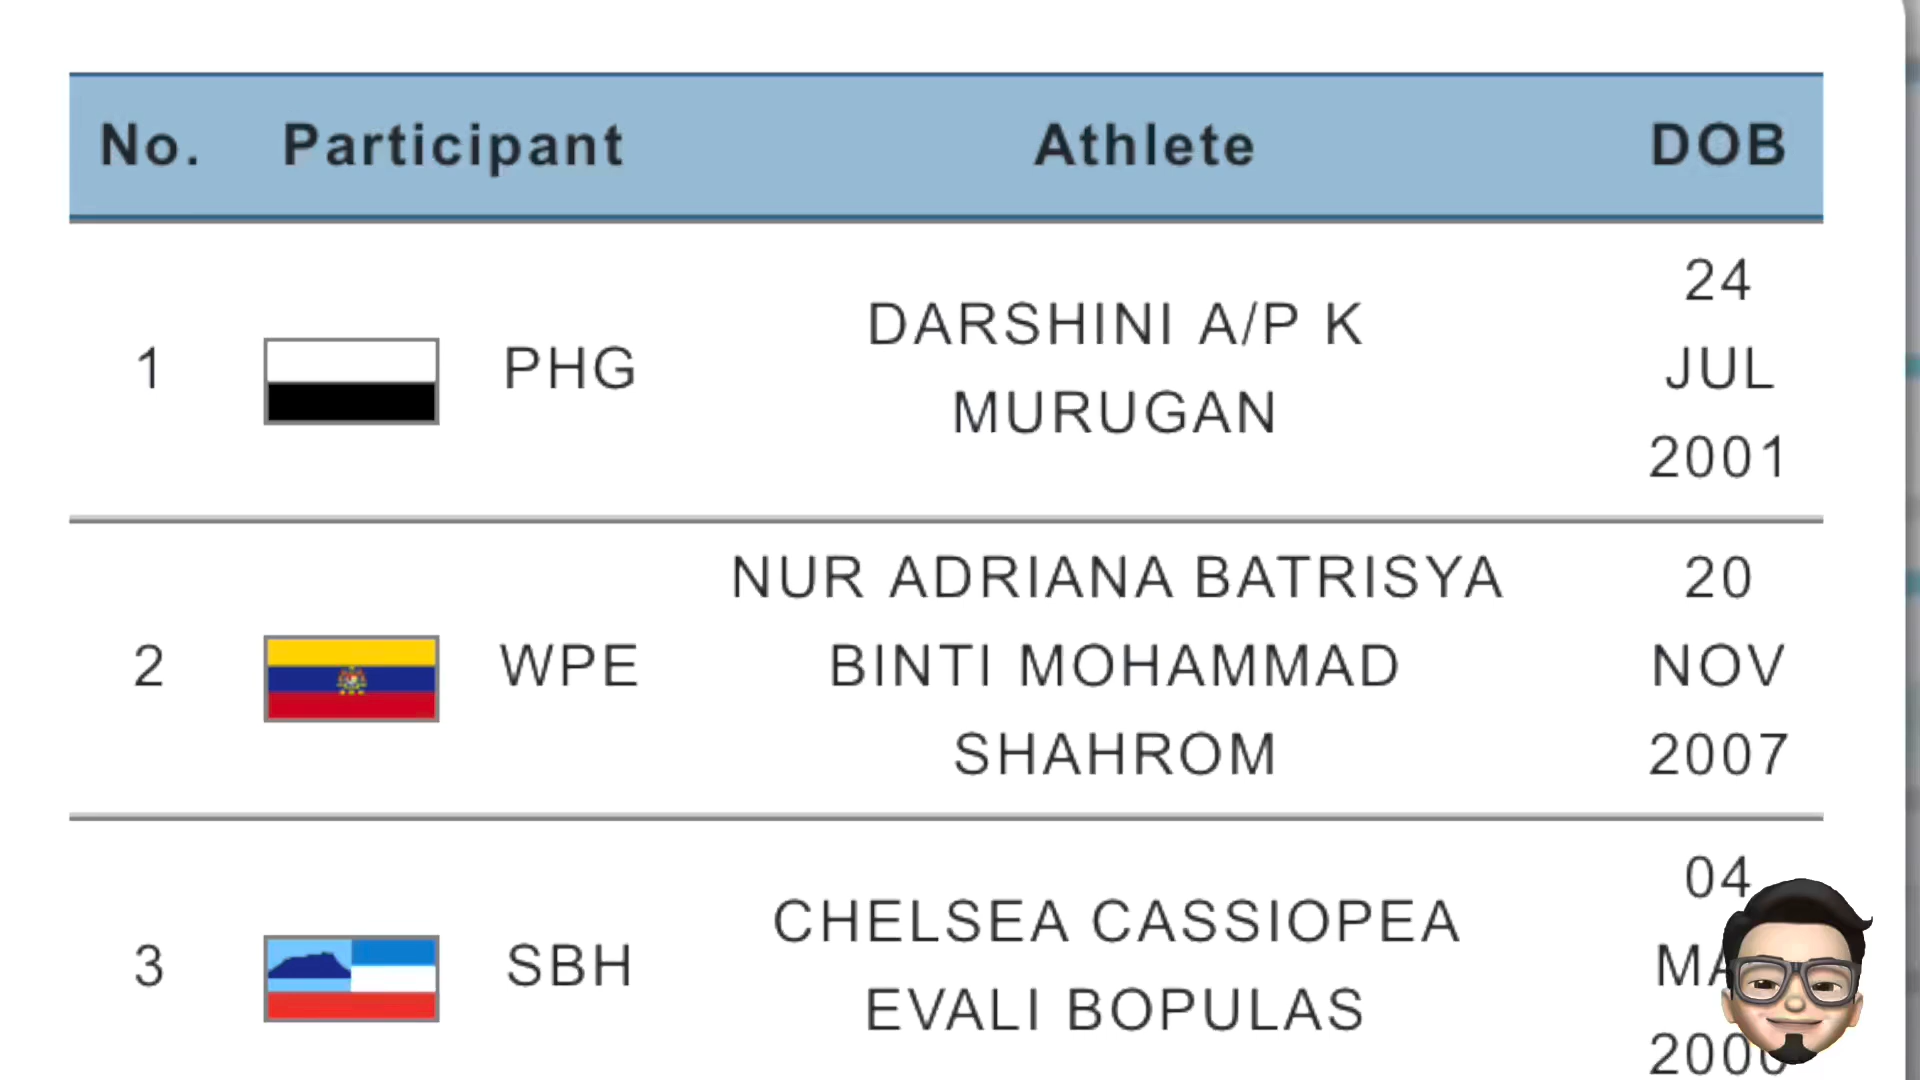 No. Participant Athlete DOB
1 PHG DARSHINI A/P K MURUGAN 24 JUL 2001
2 WPE NUR ADRIANA BATRISYA BINTI MOHAMMAD SHAHROM 20 NOV 2007
3 SBH CHELSEA CASSIOPEA EVALI BOPULAS 04